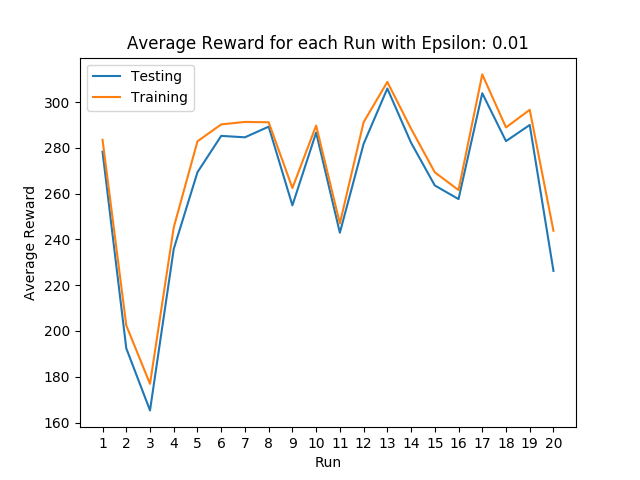 Average Reward for each Run with Epsilon: 0.01
Testing
Training
Average Reward
300
280
260
240
220
200
180
160
1 2 3 4 5 6 7 8 9 10 11 12 13 14 15 16 17 18 19 20
Run